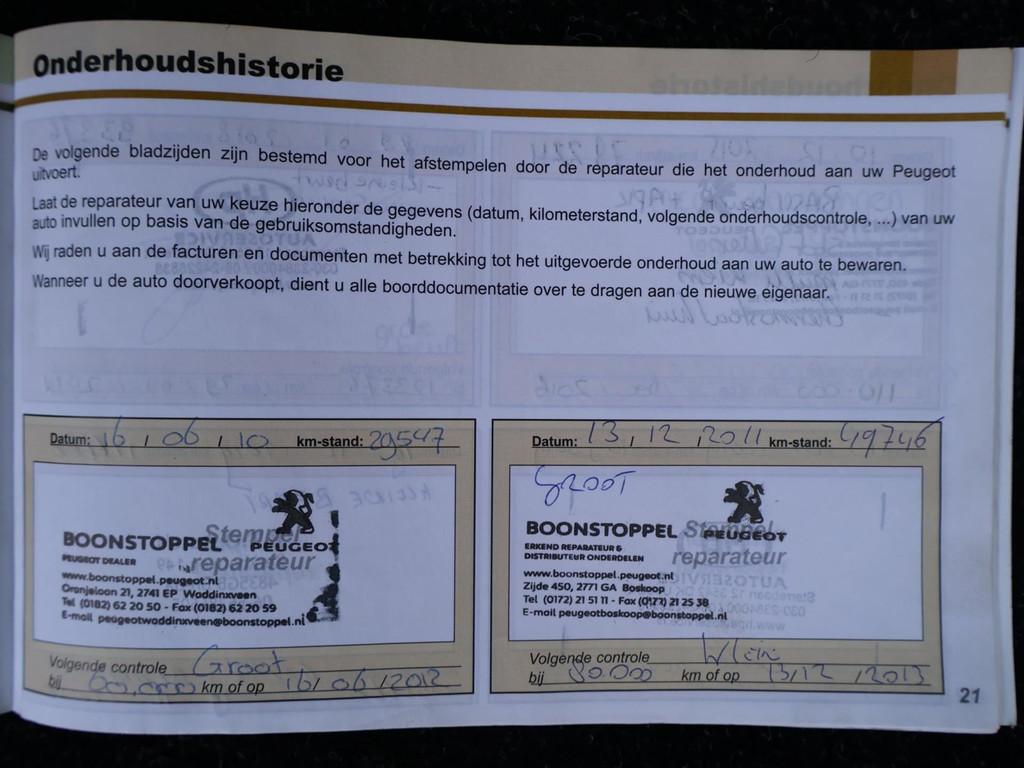 Onderhoudshistorie
De volgende bladzijden zijn bestemd voor het afstempelen door de reparateur die het onderhoud aan uw Peugeot
uitvoert.
Laat de reparateur van uw keuze hieronder de gegevens (datum, kilometerstand, volgende onderhoudscontrole, ...) van uw
auto invullen op basis van de gebruiksomstandigheden.
Wij raden u aan de facturen en documenten met betrekking tot het uitgevoerde onderhoud aan uw auto te bewaren.
Wanneer u de auto doorverkoopt, dient u alle boorddocumentatie over te dragen aan de nieuwe eigenaar.
Datum: 16 / 06 / 10 km-stand: 29547
Stempel
reparateur
BOONSTOPPEL PEUGEOT
PEUGEOT DEALER
www.boonstoppel.peugeot.nl
Oranjelaan 21, 2741 EP Waddinxveen
Tel (0182) 62 20 50 - Fax (0182) 62 20 59
E-mail peugeotwaddinxveen@boonstoppel.nl
Volgende controle Groot
bij 60,000 km of op 16/ 06 /2012
Datum: 13 / 12 /2011 km-stand: 49746
GROOT
Stempel
reparateur
BOONSTOPPEL PEUGEOT
ERKEND REPARATEUR &
DISTRIBUTEUR ONDERDELEN
www.boonstoppel.peugeot.nl
Zijde 450, 2771 GA Boskoop
Tel (0172) 21 51 11 - Fax (0172) 21 25 38
E-mail peugeotboskoop@boonstoppel.nl
Volgende controle Klein
bij 80.000 km of op 13/12 /2013
21